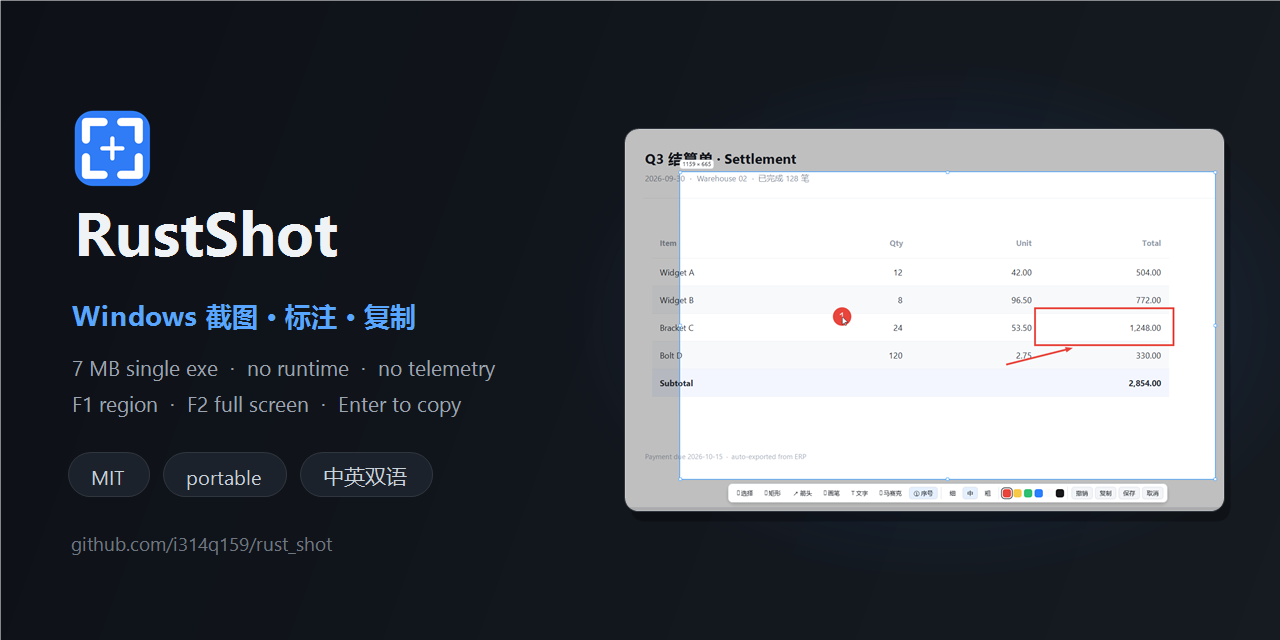 RustShot
Windows 截图 • 标注 • 复制
7 MB single exe · no runtime · no telemetry
F1 region · F2 full screen · Enter to copy
MIT portable 中英双语
github.com/i314q159/rust_shot
Q3 结算单 · Settlement
1159 × 665
2026-09-30 · Warehouse 02 · 已完成 128 笔
Item Qty Unit Total
Widget A 12 42.00 504.00
Widget B 8 96.50 772.00
Bracket C 24 53.50 1,248.00
Bolt D 120 2.75 330.00
Subtotal 2,854.00
Payment due 2026-10-15 · auto-exported from ERP
选择 矩形 箭头 画笔 T 文字 马赛克 ① 序号 细 中 粗 撤销 复制 保存 取消